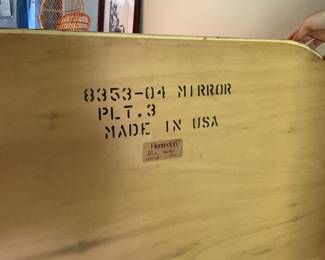 8353-04 MIRROR
PLT.3
MADE IN USA
Henredon